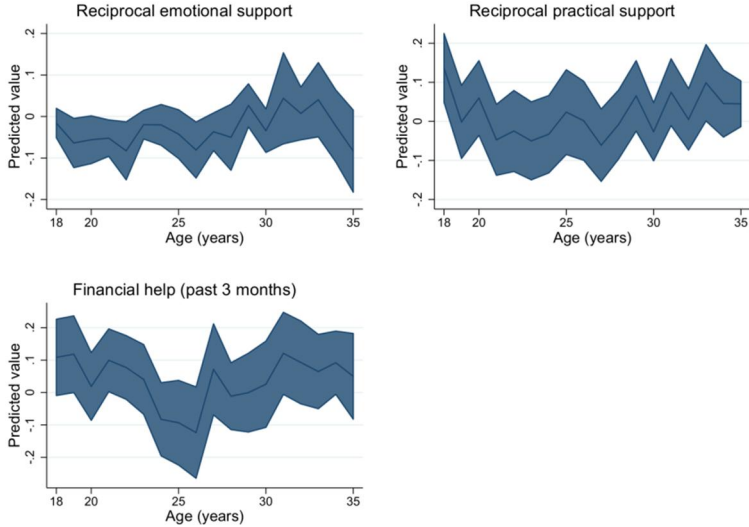 Reciprocal emotional support
Predicted value
.2
.1
0
-.1
-.2
18 20 25 30 35
Age (years)
Reciprocal practical support
Predicted value
.2
.1
0
-.1
-.2
18 20 25 30 35
Age (years)
Financial help (past 3 months)
Predicted value
.2
.1
0
-.1
-.2
18 20 25 30 35
Age (years)